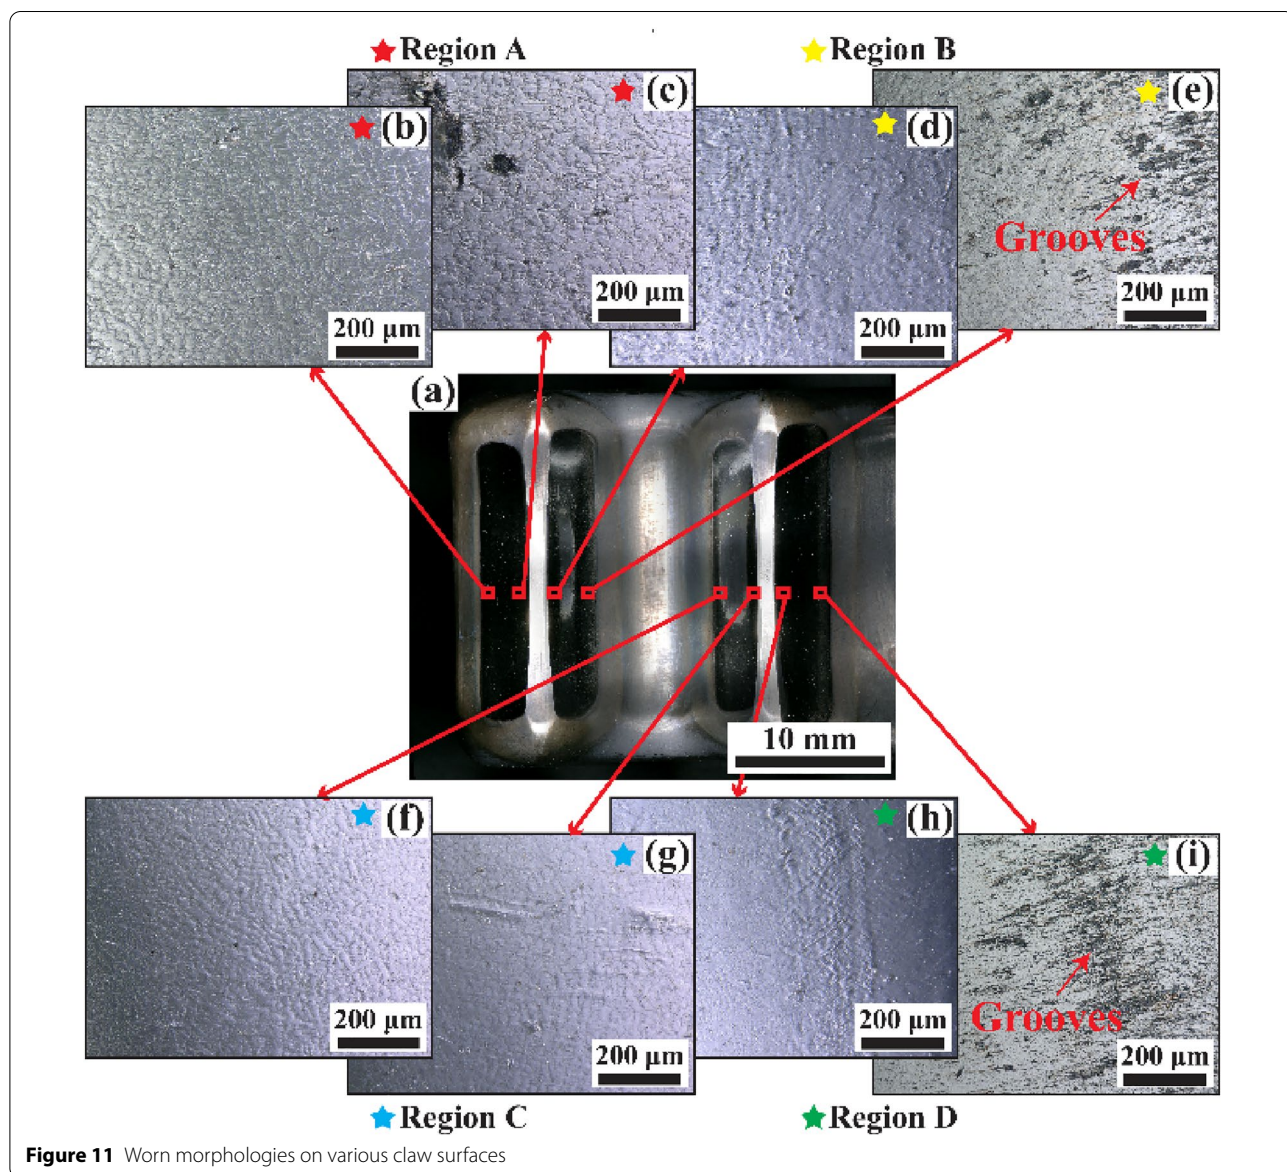 Region A
Region B
(c)
(e)
(b)
(d)
Grooves
200 μm
200 μm
200 μm
200 μm
(a)
10 mm
(f)
(h)
(g)
(i)
Grooves
200 μm
200 μm
200 μm
200 μm
Region C
Region D
Figure 11 Worn morphologies on various claw surfaces